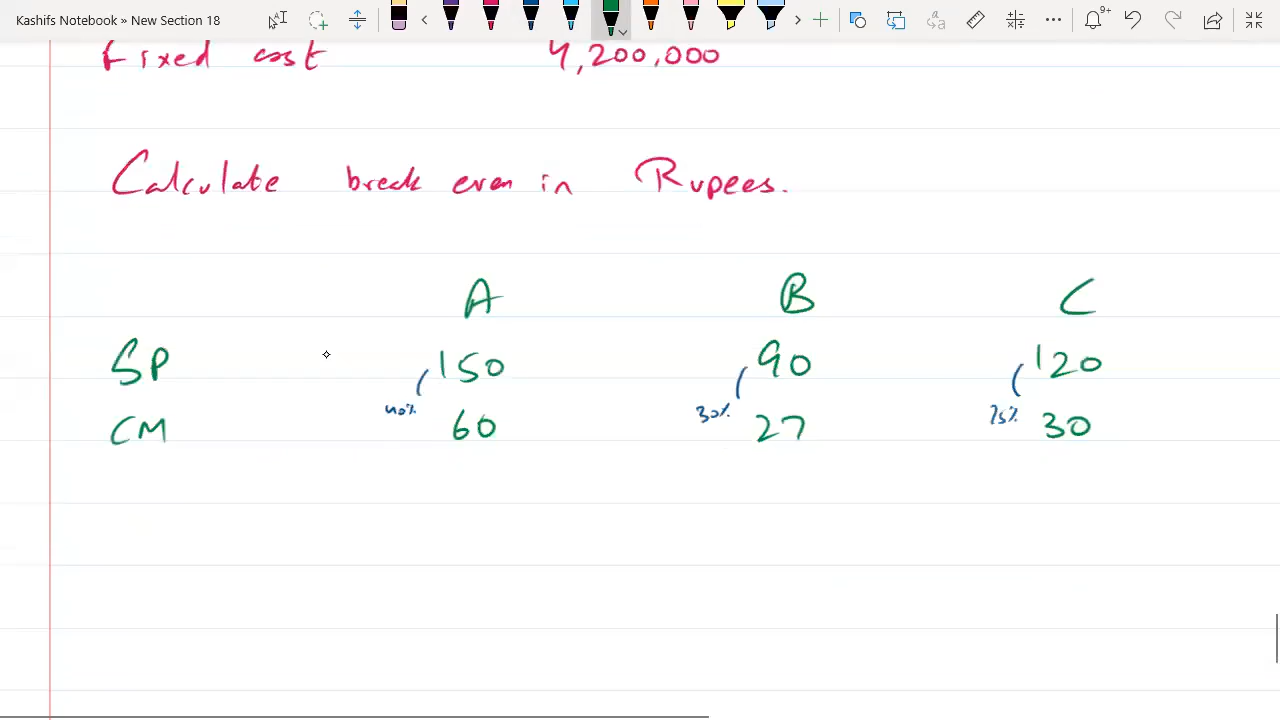 Kashifs Notebook » New Section 18
9+
Fixed cost 4,200,000
Calculate break even in Rupees.
A B C
SP 150 90 120
40% 30% 25%
CM 60 27 30